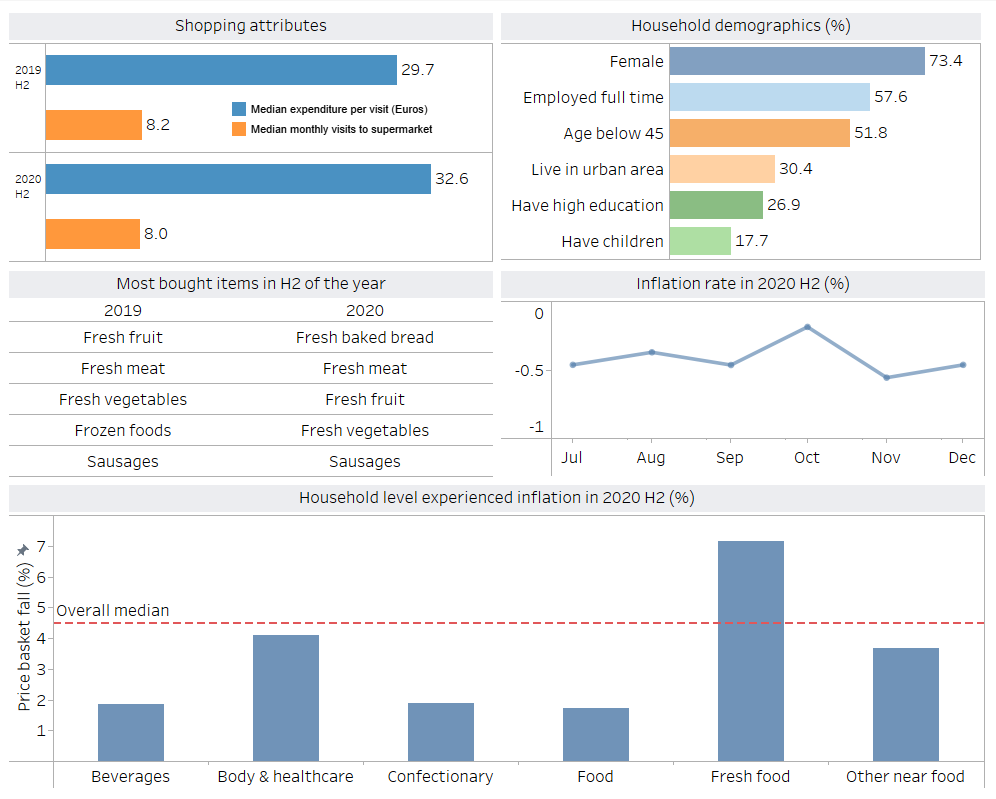 Shopping attributes
2019
H2
29.7
8.2
Median expenditure per visit (Euros)
Median monthly visits to supermarket
2020
H2
32.6
8.0
Household demographics (%)
Female 73.4
Employed full time 57.6
Age below 45 51.8
Live in urban area 30.4
Have high education 26.9
Have children 17.7
Most bought items in H2 of the year
2019 2020
Fresh fruit Fresh baked bread
Fresh meat Fresh meat
Fresh vegetables Fresh fruit
Frozen foods Fresh vegetables
Sausages Sausages
Inflation rate in 2020 H2 (%)
0
-0.5
-1
Jul Aug Sep Oct Nov Dec
Household level experienced inflation in 2020 H2 (%)
Price basket fall (%)
7
6
5
4
3
2
1
Overall median
Beverages Body & healthcare Confectionary Food Fresh food Other near food